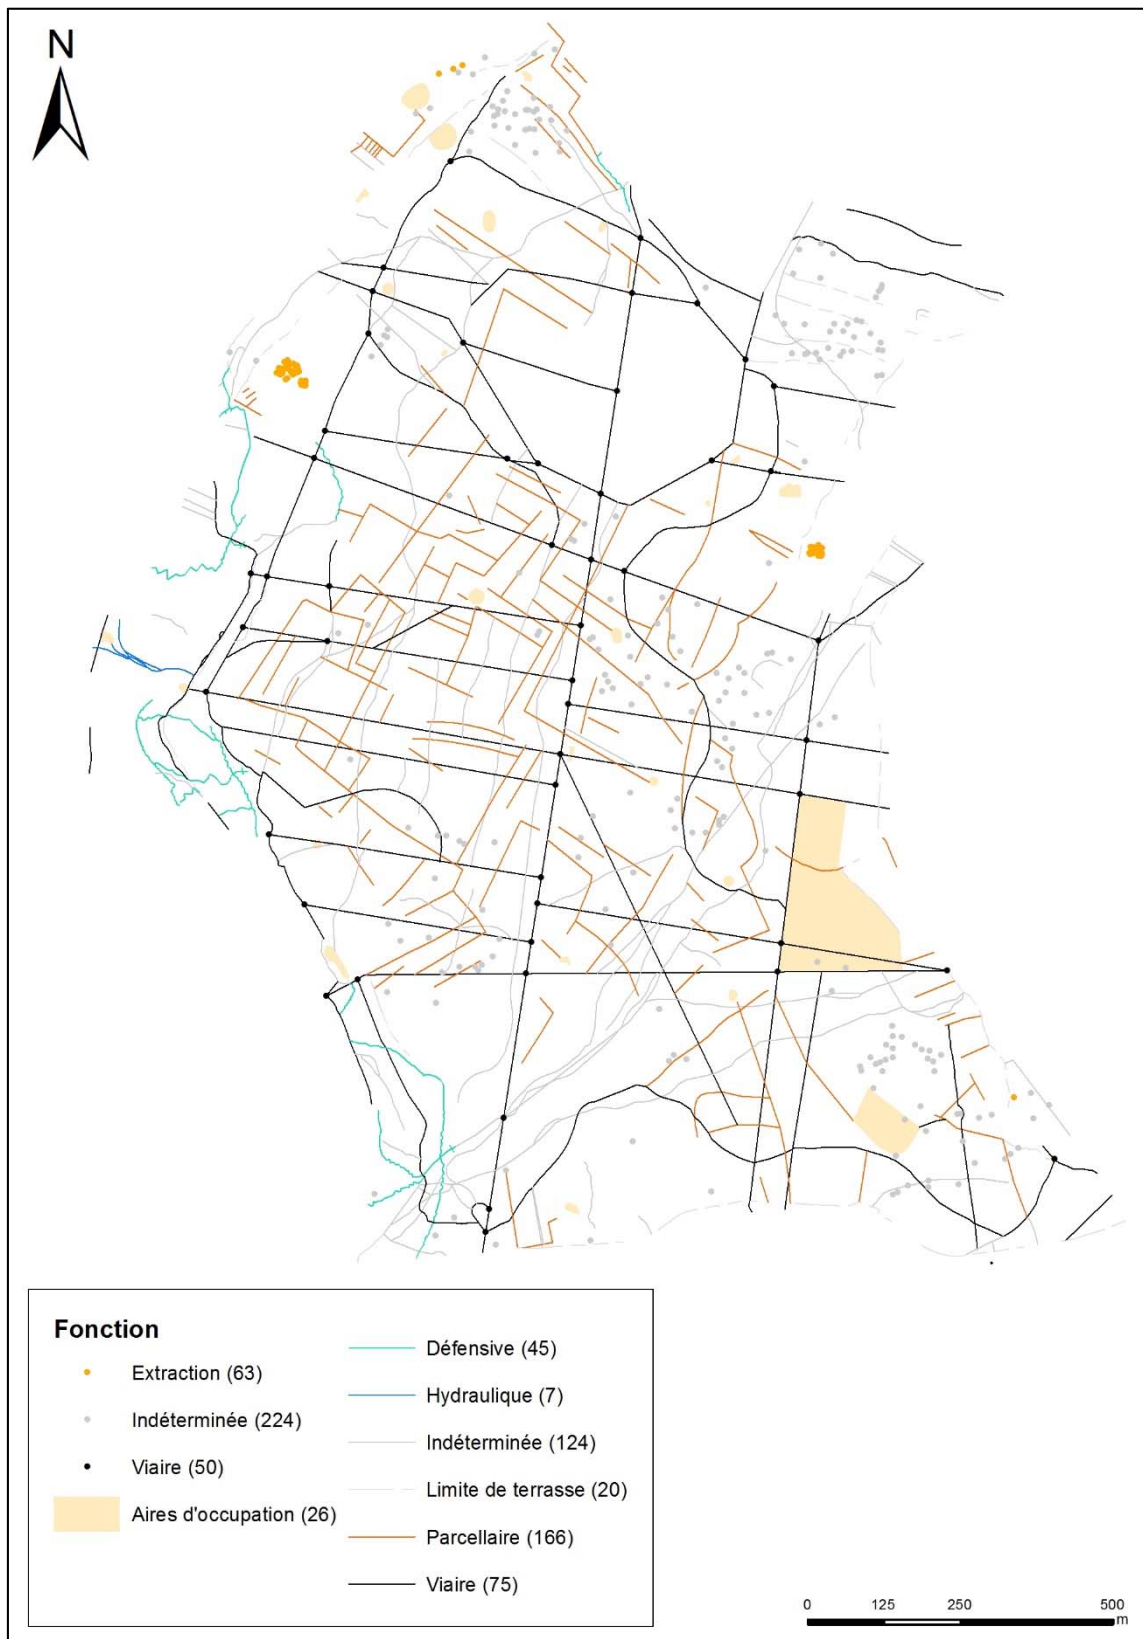 N
Fonction
Extraction (63)
Indéterminée (224)
Viaire (50)
Aires d'occupation (26)
Défensive (45)
Hydraulique (7)
Indéterminée (124)
Limite de terrasse (20)
Parcellaire (166)
Viaire (75)
0 125 250 500
m